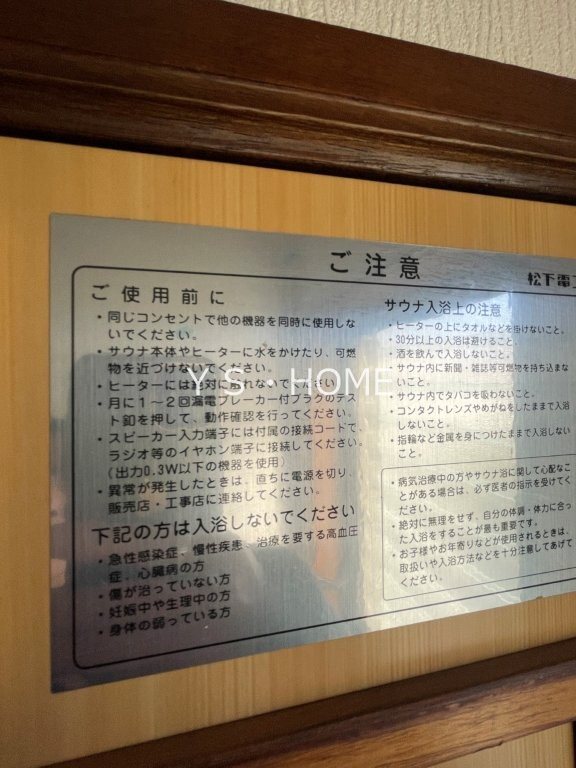 ご注意
松下電工
ご使用前に
・同じコンセントで他の機器を同時に使用しな
いでください。
・サウナ本体やヒーターに水をかけたり、可燃
物を近づけないでください。
・ヒーターには絶対にふれないでください。
・月に1〜2回漏電ブレーカー付プラグのテス
ト釦を押して、動作確認を行ってください。
・スピーカー入力端子には付属の接続コードで、
ラジオ等のイヤホン端子に接続してください。
(出力0.3W以下の機器を使用)
・異常が発生したときは、直ちに電源を切り、
販売店・工事店に連絡してください。
下記の方は入浴しないでください
・急性感染症、慢性疾患、治療を要する高血圧
症、心臓病の方
・傷が治っていない方
・妊娠中や生理中の方
・身体の弱っている方
サウナ入浴上の注意
・ヒーターの上にタオルなどを掛けないこと。
・30分以上の入浴は避けること。
・酒を飲んで入浴しないこと。
・サウナ内に新聞・雑誌等可燃物を持ち込まな
いこと。
・サウナ内でタバコを吸わないこと。
・コンタクトレンズやめがねをしたまま入浴
しないこと。
・指輪など金属を身につけたまま入浴しない
こと。
・病気治療中の方やサウナ浴に関して心配なこ
とがある場合は、必ず医者の指示を受けてく
ださい。
・絶対に無理をせず、自分の体調・体力に合っ
た入浴をすることが最も重要です。
・お子様やお年寄りなどが使用されるときは、
取扱いや入浴方法などを十分注意してあげて
ください。
YS・HOME